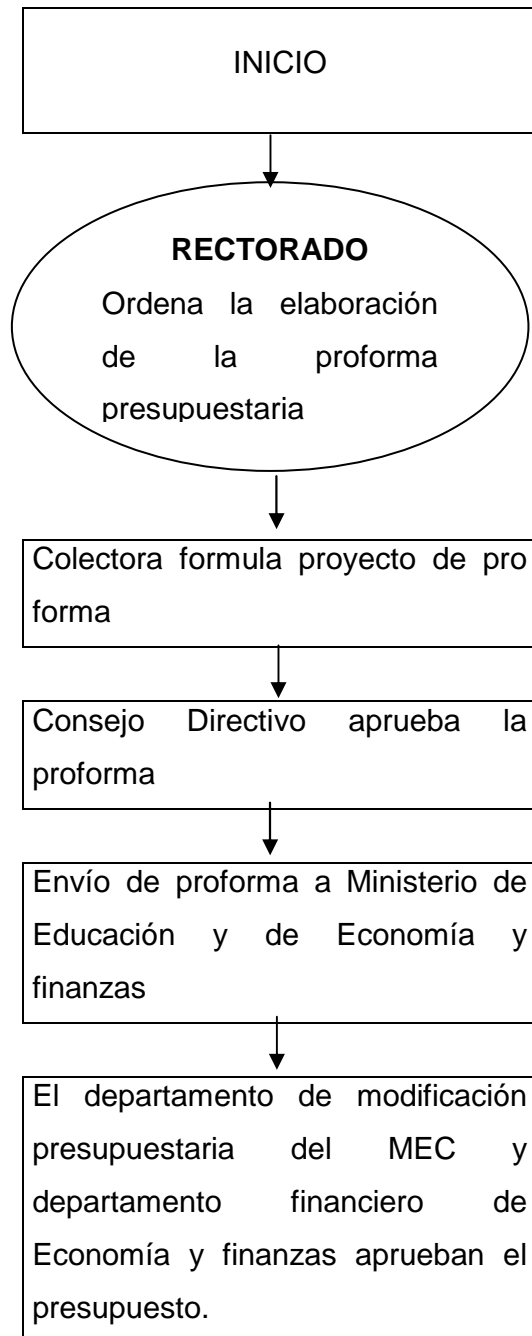 INICIO
RECTORADO
Ordena la elaboración
de la proforma
presupuestaria
Colectora formula proyecto de pro
forma
Consejo Directivo aprueba la
proforma
Envío de proforma a Ministerio de
Educación y de Economía y
finanzas
El departamento de modificación
presupuestaria del MEC y
departamento financiero de
Economía y finanzas aprueban el
presupuesto.